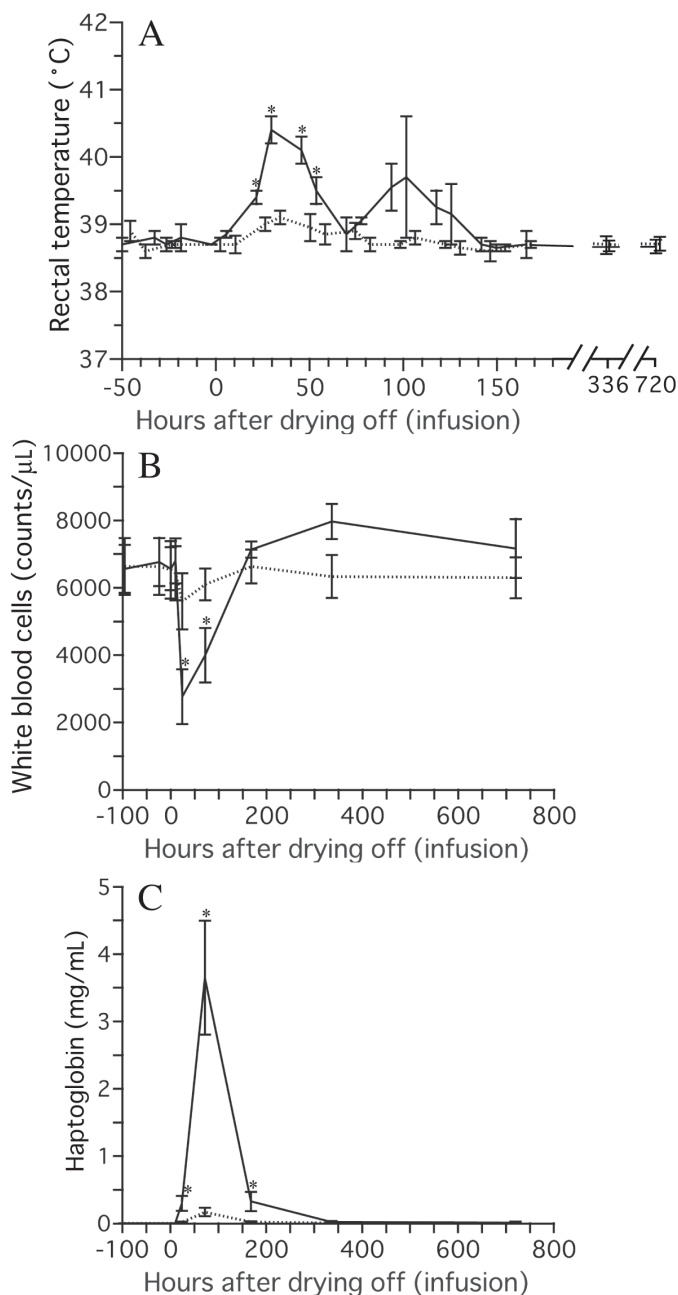 A
Rectal temperature (°C)
42
41
40
39
38
37
* * * *
-50 0 50 100 150 336 720
Hours after drying off (infusion)
B
White blood cells (counts/μL)
10000
8000
6000
4000
2000
0
* *
-100 0 200 400 600 800
Hours after drying off (infusion)
C
Haptoglobin (mg/mL)
5
4
3
2
1
0
* * *
-100 0 200 400 600 800
Hours after drying off (infusion)